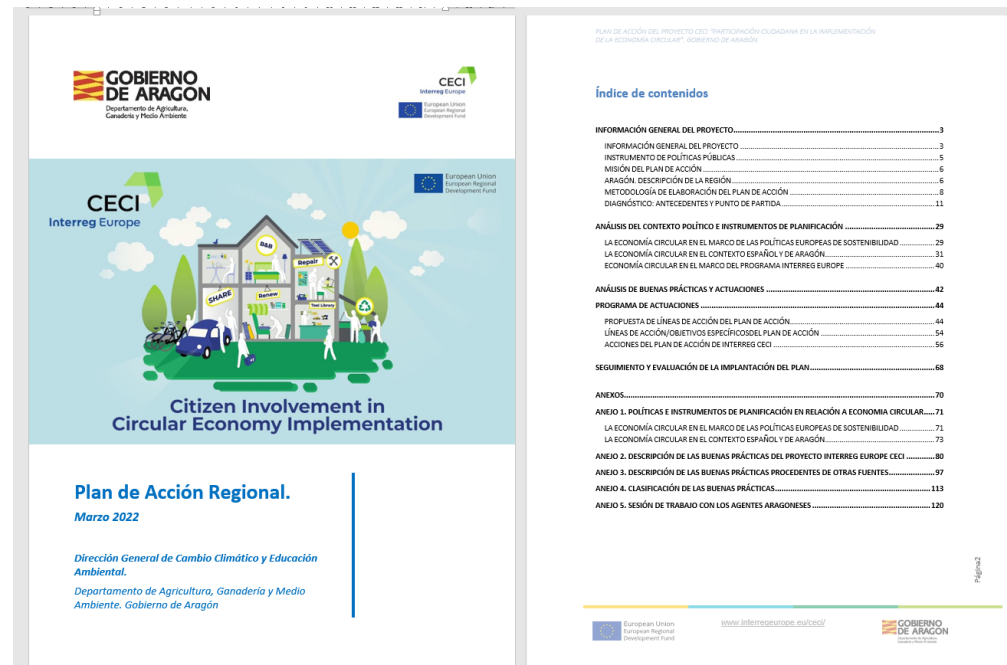 GOBIERNO
DE ARAGON
Departamento de Agricultura,
Ganadería y Medio Ambiente
CECI
Interreg Europe
European Union
European Regional
Development Fund
CECI
Interreg Europe
European Union
European Regional
Development Fund
B&B
Repair
SHARE
Renew
Tool Library
Citizen Involvement in
Circular Economy Implementation
Plan de Acción Regional.
Marzo 2022
Dirección General de Cambio Climático y Educación
Ambiental.
Departamento de Agricultura, Ganadería y Medio
Ambiente. Gobierno de Aragón
PLAN DE ACCIÓN DEL PROYECTO CECI "PARTICIPACIÓN CIUDADANA EN LA IMPLEMENTACIÓN
DE LA ECONOMÍA CIRCULAR". GOBIERNO DE ARAGÓN
Índice de contenidos
INFORMACIÓN GENERAL DEL PROYECTO 3
INFORMACIÓN GENERAL DEL PROYECTO 3
INSTRUMENTO DE POLÍTICAS PÚBLICAS 5
MISIÓN DEL PLAN DE ACCIÓN 6
ARAGÓN. DESCRIPCIÓN DE LA REGIÓN 6
METODOLOGÍA DE ELABORACIÓN DEL PLAN DE ACCIÓN 8
DIAGNÓSTICO: ANTECEDENTES Y PUNTO DE PARTIDA 11
ANÁLISIS DEL CONTEXTO POLÍTICO E INSTRUMENTOS DE PLANIFICACIÓN 29
LA ECONOMÍA CIRCULAR EN EL MARCO DE LAS POLÍTICAS EUROPEAS DE SOSTENIBILIDAD 29
LA ECONOMÍA CIRCULAR EN EL CONTEXTO ESPAÑOL Y DE ARAGÓN 31
ECONOMÍA CIRCULAR EN EL MARCO DEL PROGRAMA INTERREG EUROPE 40
ANÁLISIS DE BUENAS PRÁCTICAS Y ACTUACIONES 42
PROGRAMA DE ACTUACIONES 44
PROPUESTA DE LÍNEAS DE ACCIÓN DEL PLAN DE ACCIÓN 44
LÍNEAS DE ACCIÓN/OBJETIVOS ESPECÍFICOSDEL PLAN DE ACCIÓN 54
ACCIONES DEL PLAN DE ACCIÓN DE INTERREG CECI 56
SEGUIMIENTO Y EVALUACIÓN DE LA IMPLANTACIÓN DEL PLAN 68
ANEXOS 70
ANEJO 1. POLÍTICAS E INSTRUMENTOS DE PLANIFICACIÓN EN RELACIÓN A ECONOMIA CIRCULAR 71
LA ECONOMÍA CIRCULAR EN EL MARCO DE LAS POLÍTICAS EUROPEAS DE SOSTENIBILIDAD 71
LA ECONOMÍA CIRCULAR EN EL CONTEXTO ESPAÑOL Y DE ARAGÓN 73
ANEJO 2. DESCRIPCIÓN DE LAS BUENAS PRÁCTICAS DEL PROYECTO INTERREG EUROPE CECI 80
ANEJO 3. DESCRIPCIÓN DE LAS BUENAS PRÁCTICAS PROCEDENTES DE OTRAS FUENTES 97
ANEJO 4. CLASIFICACIÓN DE LAS BUENAS PRÁCTICAS 113
ANEJO 5. SESIÓN DE TRABAJO CON LOS AGENTES ARAGONESES 120
Página2
European Union
European Regional
Development Fund
www.interregeurope.eu/ceci/
GOBIERNO
DE ARAGON